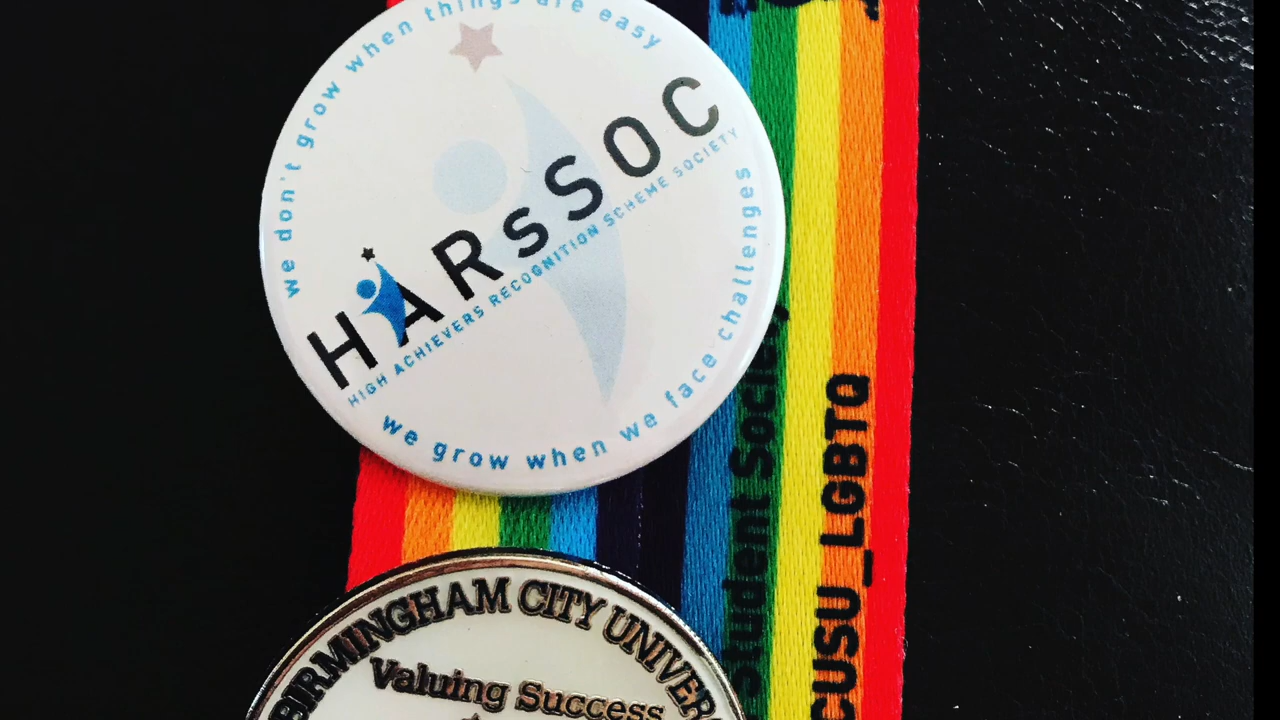 we don't grow when things are easy
HARsSOC
HIGH ACHIEVERS RECOGNITION SCHEME SOCIETY
we grow when we face challenges
Student Society
CUSU_LGBTQ
BIRMINGHAM CITY UNIVER
Valuing Success